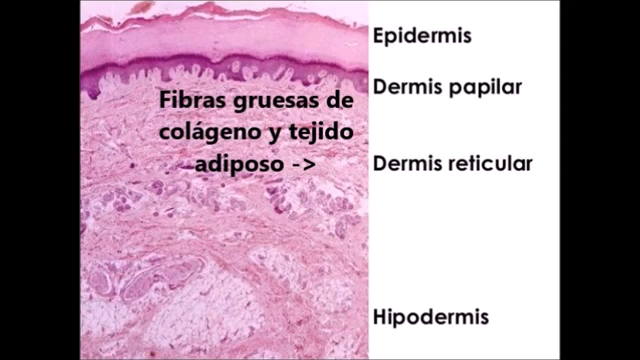 Epidermis
Dermis papilar
Fibras gruesas de
colágeno y tejido
adiposo ->
Dermis reticular
Hipodermis